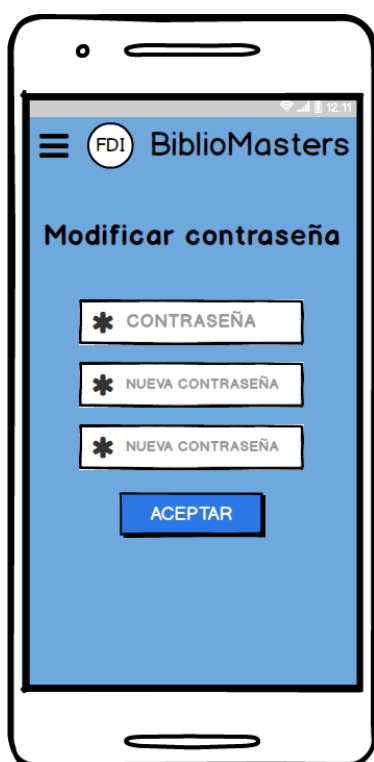 12:11
FDI BiblioMasters
Modificar contraseña
* CONTRASEÑA
* NUEVA CONTRASEÑA
* NUEVA CONTRASEÑA
ACEPTAR